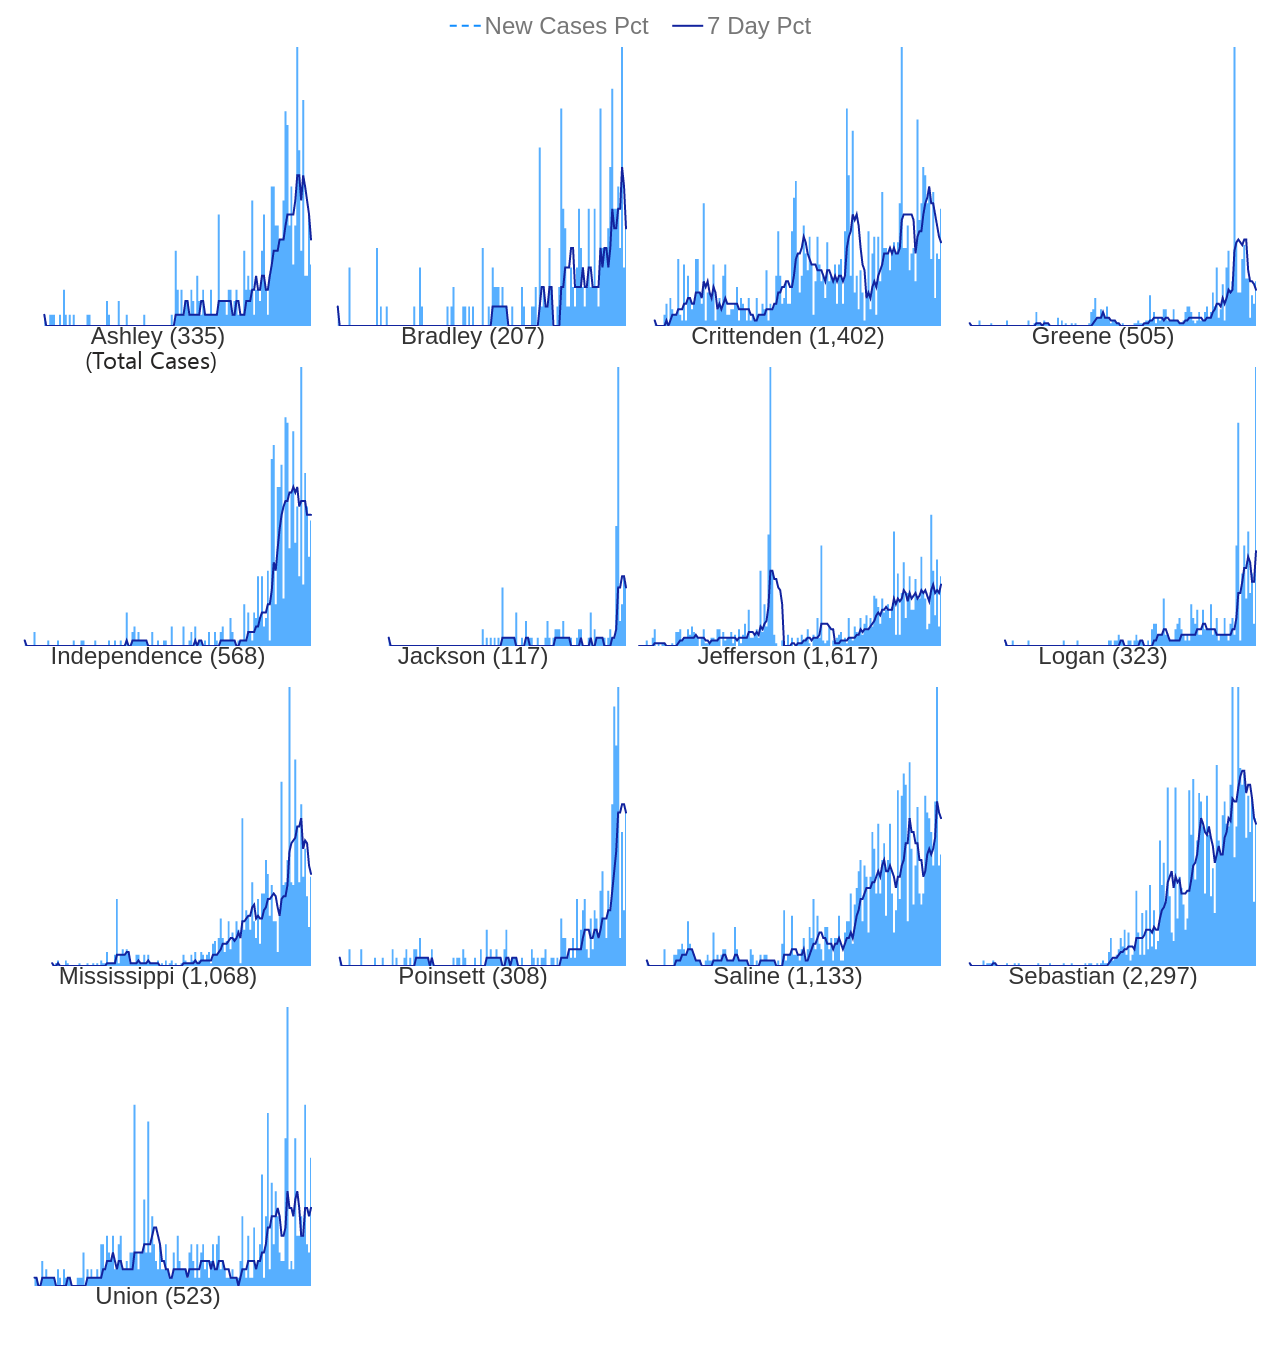 New Cases Pct 7 Day Pct
Ashley (335) Bradley (207) Crittenden (1,402) Greene (505)
(Total Cases)
Independence (568) Jackson (117) Jefferson (1,617) Logan (323)
Mississippi (1,068) Poinsett (308) Saline (1,133) Sebastian (2,297)
Union (523)